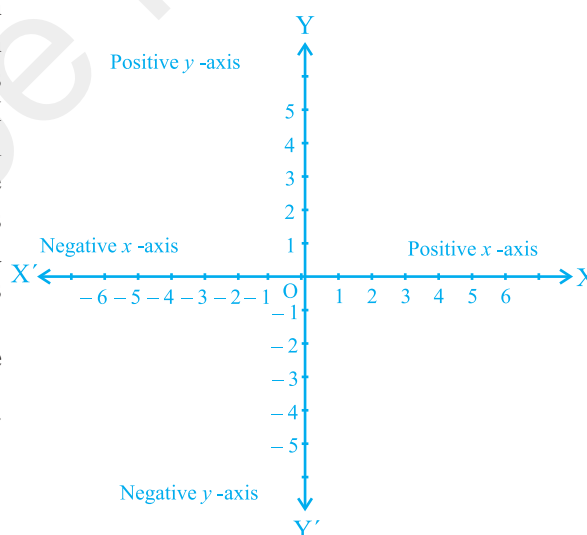 Y
Positive y -axis
5
4
3
2
1
Negative x -axis
Positive x -axis
X′
X
– 6 – 5 – 4 – 3 – 2 – 1 O 1 2 3 4 5 6
– 1
– 2
– 3
– 4
– 5
Negative y -axis
Y′